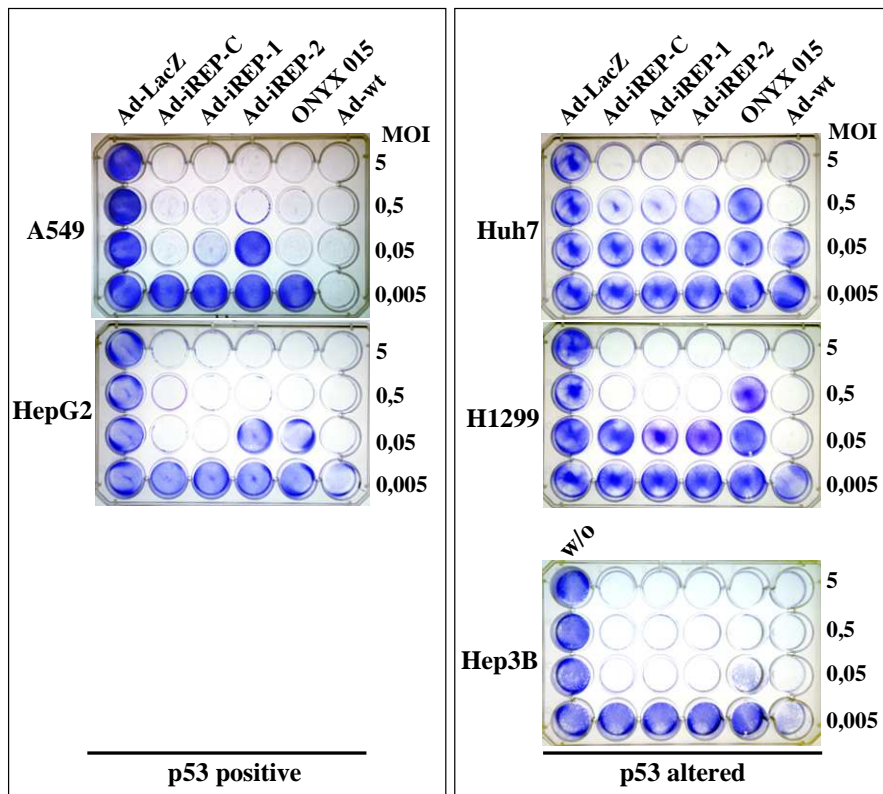 Ad-LacZ
Ad-iREP-C
Ad-iREP-1
Ad-iREP-2
ONYX 015
Ad-wt
MOI
A549
5
0,5
0,05
0,005
HepG2
5
0,5
0,05
0,005
p53 positive
Ad-LacZ
Ad-iREP-C
Ad-iREP-1
Ad-iREP-2
ONYX 015
Ad-wt
MOI
Huh7
5
0,5
0,05
0,005
H1299
5
0,5
0,05
0,005
w/o
Hep3B
5
0,5
0,05
0,005
p53 altered